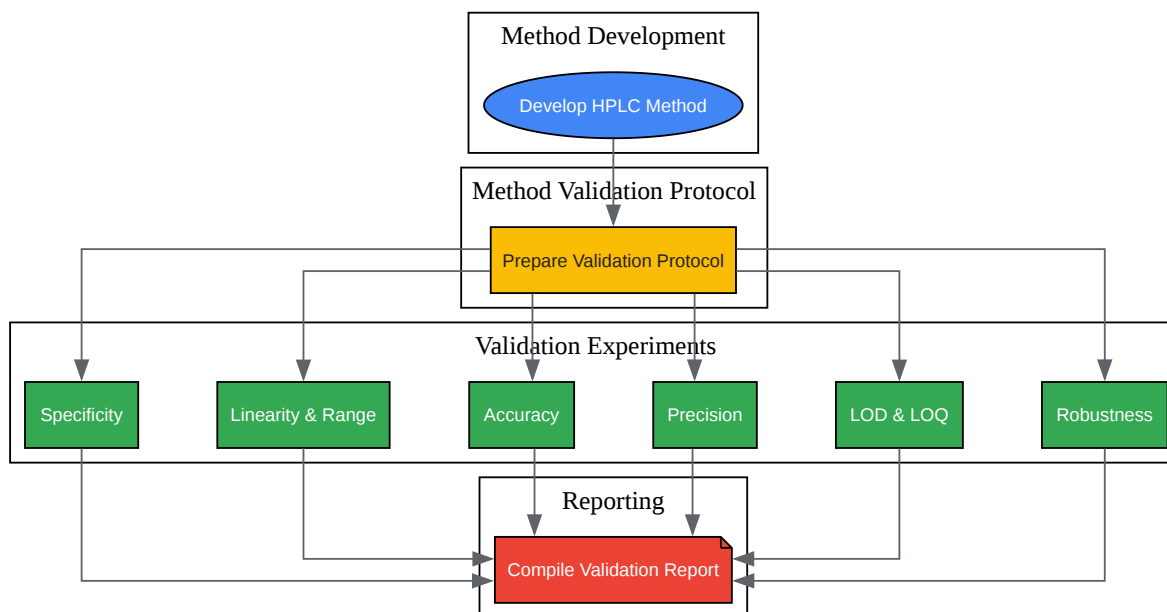 Method Development
Develop HPLC Method
Method Validation Protocol
Prepare Validation Protocol
Validation Experiments
Specificity
Linearity & Range
Accuracy
Precision
LOD & LOQ
Robustness
Reporting
Compile Validation Report